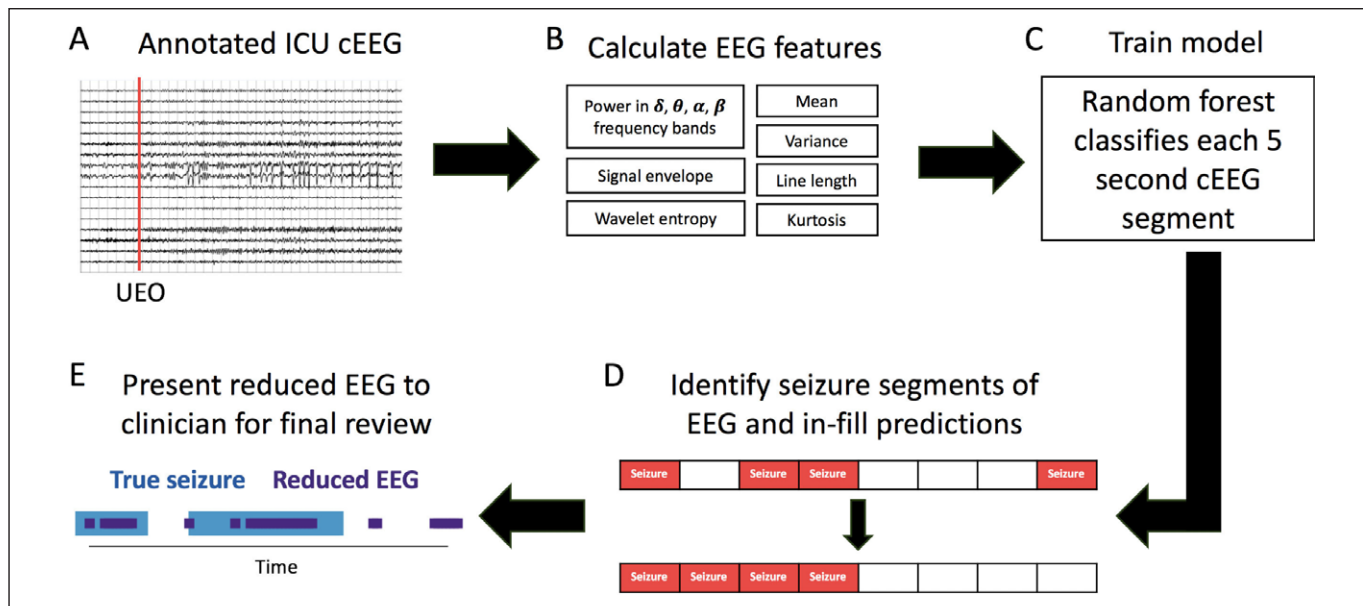 A
Annotated ICU cEEG
UEO
B
Calculate EEG features
Power in δ, θ, α, β
frequency bands
Signal envelope
Wavelet entropy
Mean
Variance
Line length
Kurtosis
C
Train model
Random forest
classifies each 5
second cEEG
segment
D
Identify seizure segments of
EEG and in-fill predictions
Seizure Seizure Seizure Seizure
Seizure Seizure Seizure Seizure
E
Present reduced EEG to
clinician for final review
True seizure Reduced EEG
Time